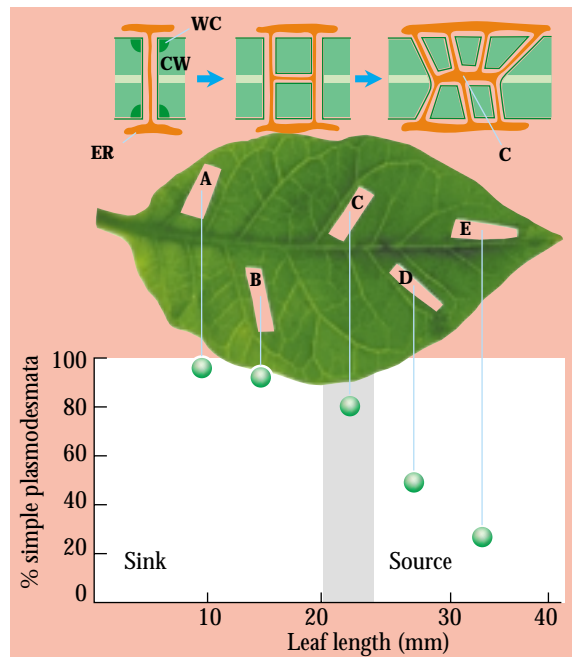 WC
CW
ER
C
A
B
C
D
E
100
80
60
40
20
0
% simple plasmodesmata
Sink
Source
10
20
30
40
Leaf length (mm)